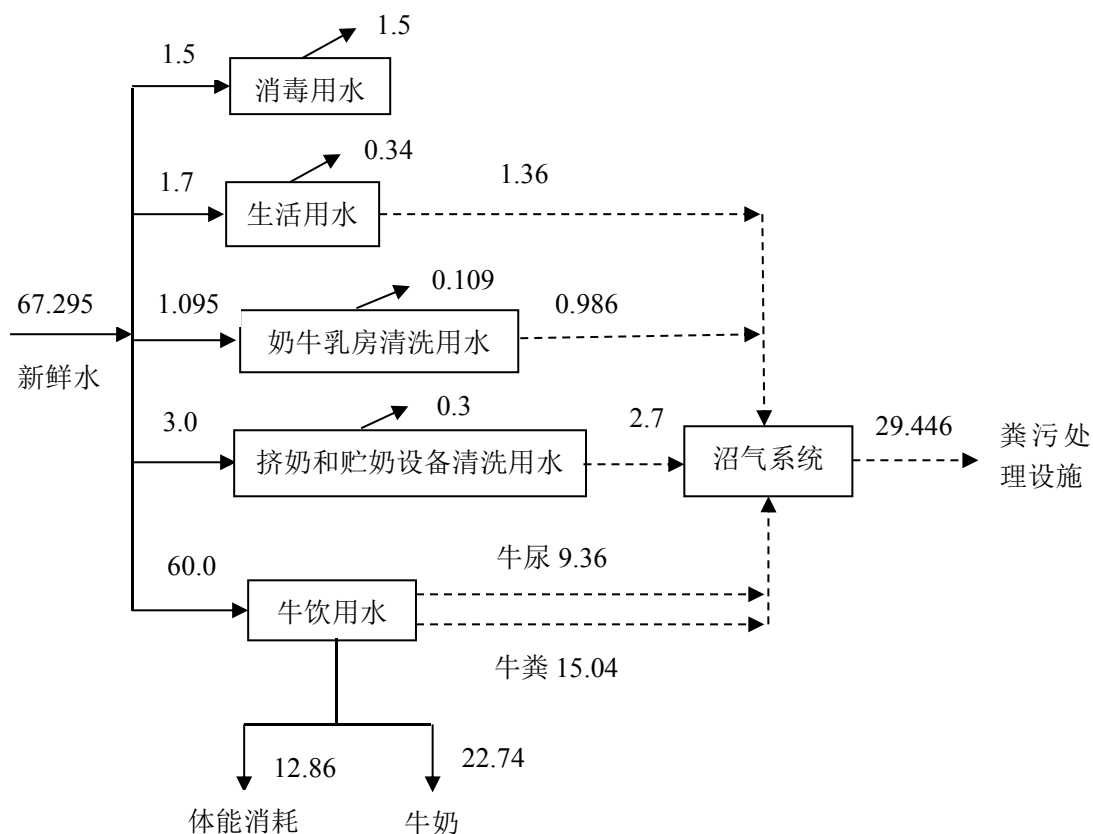 1.5
1.5
消毒用水
0.34
1.7
1.36
生活用水
67.295
新鲜水
0.109
1.095
0.986
奶牛乳房清洗用水
0.3
3.0
2.7
挤奶和贮奶设备清洗用水
沼气系统
29.446
粪污处
理设施
60.0
牛尿 9.36
牛饮用水
牛粪 15.04
12.86
22.74
体能消耗
牛奶